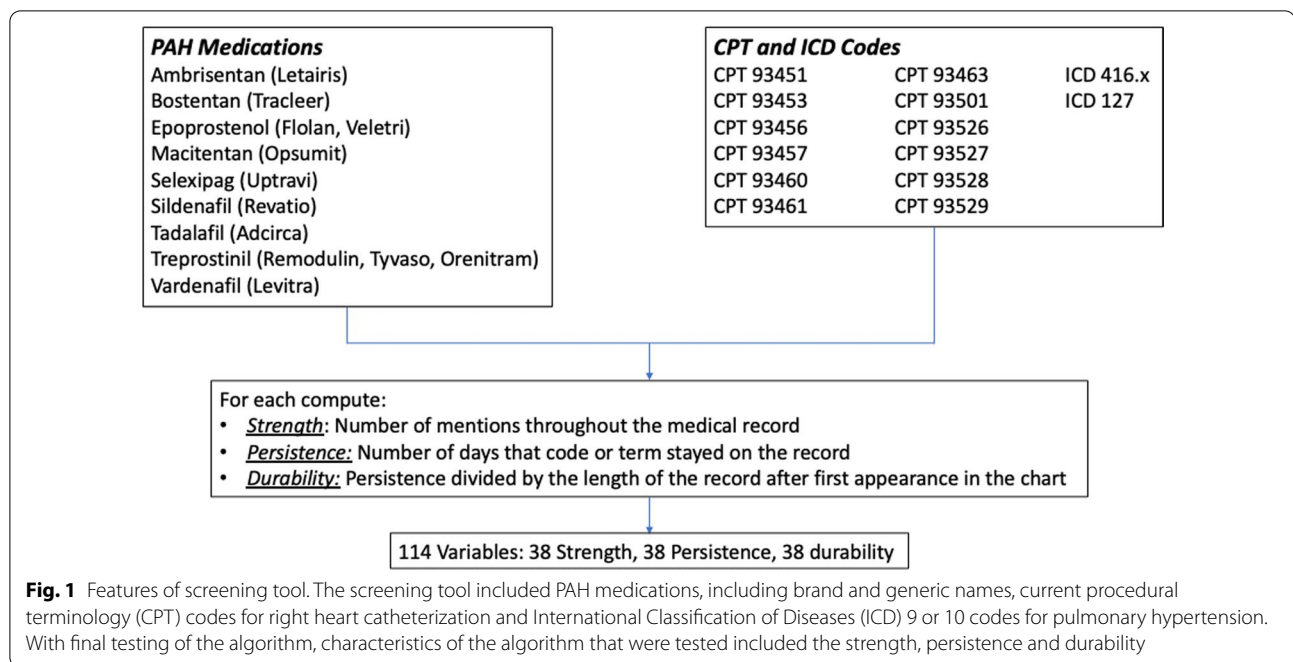 PAH Medications
Ambrisentan (Letairis)
Bostentan (Tracleer)
Epoprostenol (Flolan, Veletri)
Macitentan (Opsumit)
Selexipag (Uptravi)
Sildenafil (Revatio)
Tadalafil (Adcirca)
Treprostinil (Remodulin, Tyvaso, Orenitram)
Vardenafil (Levitra)
CPT and ICD Codes
CPT 93451 CPT 93463 ICD 416.x
CPT 93453 CPT 93501 ICD 127
CPT 93456 CPT 93526
CPT 93457 CPT 93527
CPT 93460 CPT 93528
CPT 93461 CPT 93529
For each compute:
• Strength: Number of mentions throughout the medical record
• Persistence: Number of days that code or term stayed on the record
• Durability: Persistence divided by the length of the record after first appearance in the chart
114 Variables: 38 Strength, 38 Persistence, 38 durability
Fig. 1 Features of screening tool. The screening tool included PAH medications, including brand and generic names, current procedural
terminology (CPT) codes for right heart catheterization and International Classification of Diseases (ICD) 9 or 10 codes for pulmonary hypertension.
With final testing of the algorithm, characteristics of the algorithm that were tested included the strength, persistence and durability